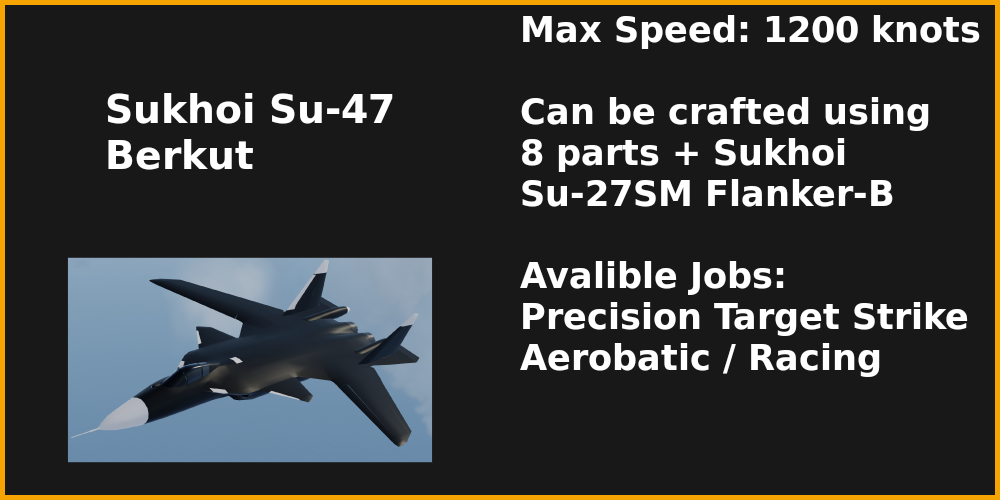 Sukhoi Su-47
Berkut
Max Speed: 1200 knots
Can be crafted using
8 parts + Sukhoi
Su-27SM Flanker-B
Avalible Jobs:
Precision Target Strike
Aerobatic / Racing